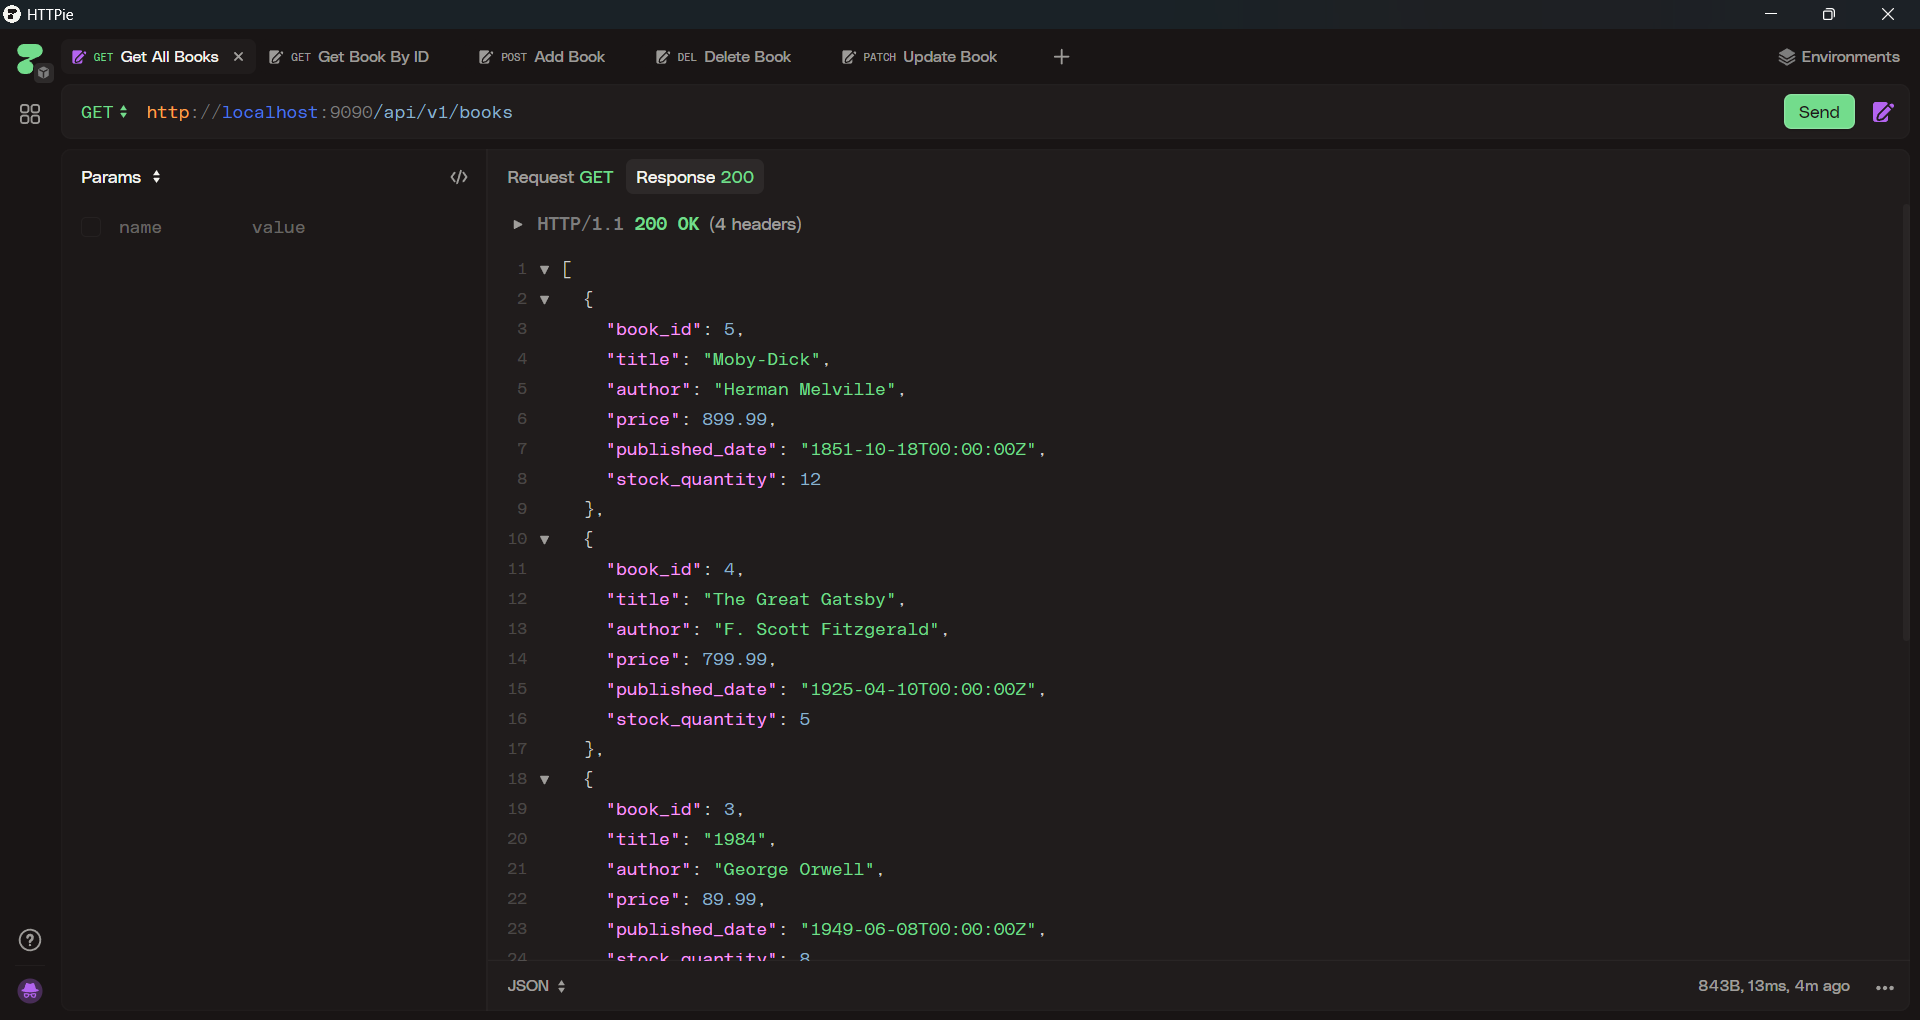 HTTPie
GET Get All Books
GET Get Book By ID
POST Add Book
DEL Delete Book
PATCH Update Book
Environments
GET http://localhost:9090/api/v1/books
Send
Params
name value
Request GET Response 200
HTTP/1.1 200 OK (4 headers)
1 [
2 {
3 "book_id": 5,
4 "title": "Moby-Dick",
5 "author": "Herman Melville",
6 "price": 899.99,
7 "published_date": "1851-10-18T00:00:00Z",
8 "stock_quantity": 12
9 },
10 {
11 "book_id": 4,
12 "title": "The Great Gatsby",
13 "author": "F. Scott Fitzgerald",
14 "price": 799.99,
15 "published_date": "1925-04-10T00:00:00Z",
16 "stock_quantity": 5
17 },
18 {
19 "book_id": 3,
20 "title": "1984",
21 "author": "George Orwell",
22 "price": 89.99,
23 "published_date": "1949-06-08T00:00:00Z",
24 "stock_quantity": 8
JSON
843B, 13ms, 4m ago